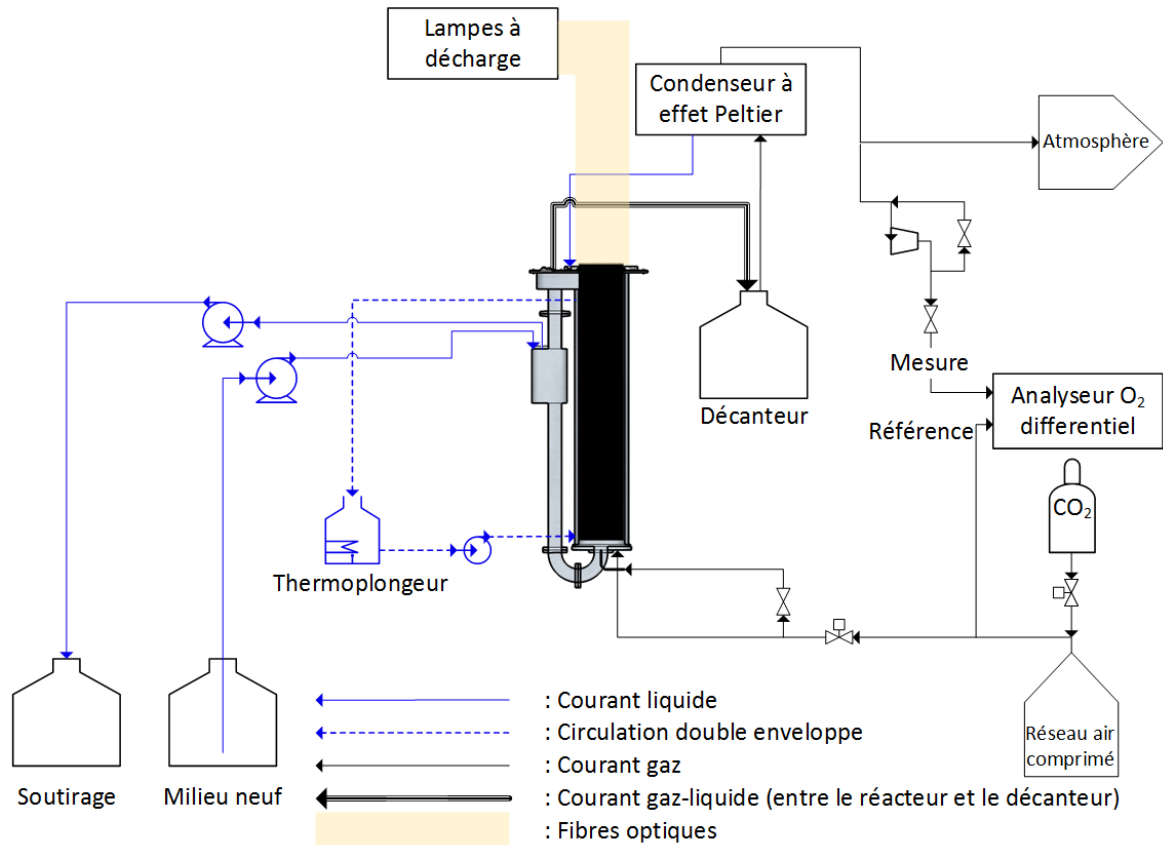 Lampes à
décharge
Condenseur à
effet Peltier
Atmosphère
Mesure
Analyseur O₂
differentiel
Référence
Décanteur
CO₂
Thermoplongeur
Réseau air
comprimé
Soutirage
Milieu neuf
: Courant liquide
: Circulation double enveloppe
: Courant gaz
: Courant gaz-liquide (entre le réacteur et le décanteur)
: Fibres optiques